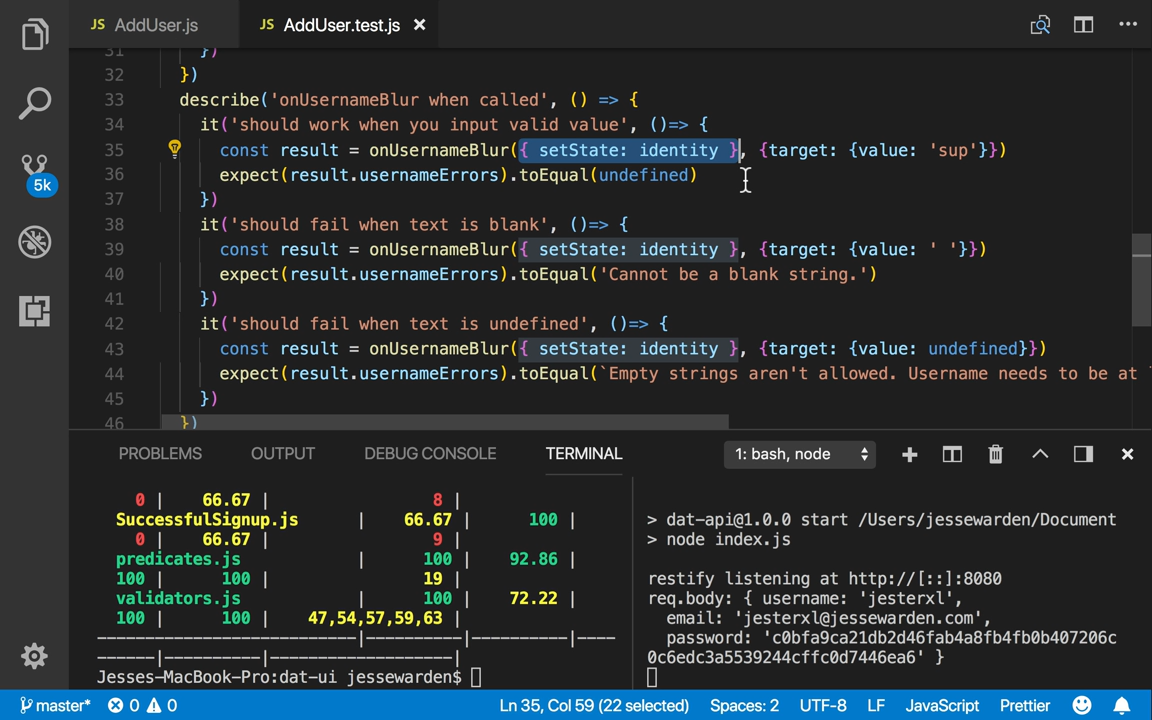 JS AddUser.js
JS AddUser.test.js
31 })
32 })
33 describe('onUsernameBlur when called', () => {
34 it('should work when you input valid value', ()=> {
35 const result = onUsernameBlur({ setState: identity }, {target: {value: 'sup'}})
36 expect(result.usernameErrors).toEqual(undefined)
37 })
38 it('should fail when text is blank', ()=> {
39 const result = onUsernameBlur({ setState: identity }, {target: {value: ' '}})
40 expect(result.usernameErrors).toEqual('Cannot be a blank string.')
41 })
42 it('should fail when text is undefined', ()=> {
43 const result = onUsernameBlur({ setState: identity }, {target: {value: undefined}})
44 expect(result.usernameErrors).toEqual(`Empty strings aren't allowed. Username needs to be at
45 })
46 })
5k
PROBLEMS OUTPUT DEBUG CONSOLE TERMINAL 1: bash, node
0 | 66.67 | 8 |
SuccessfulSignup.js | 66.67 | 100 |
0 | 66.67 | 9 |
predicates.js | 100 | 92.86 |
100 | 100 | 19 |
validators.js | 100 | 72.22 |
100 | 100 | 47,54,57,59,63 |
--------------------------|----------|----------|----
------|----------|-------------------|
Jesses-MacBook-Pro:dat-ui jessewarden$
> dat-api@1.0.0 start /Users/jessewarden/Document
> node index.js
restify listening at http://[::]:8080
req.body: { username: 'jesterxl',
email: 'jesterxl@jessewarden.com',
password: 'c0bfa9ca21db2d46fab4a8fb4fb0b407206c
0c6edc3a5539244cffc0d7446ea6' }
master* 0 0 Ln 35, Col 59 (22 selected) Spaces: 2 UTF-8 LF JavaScript Prettier